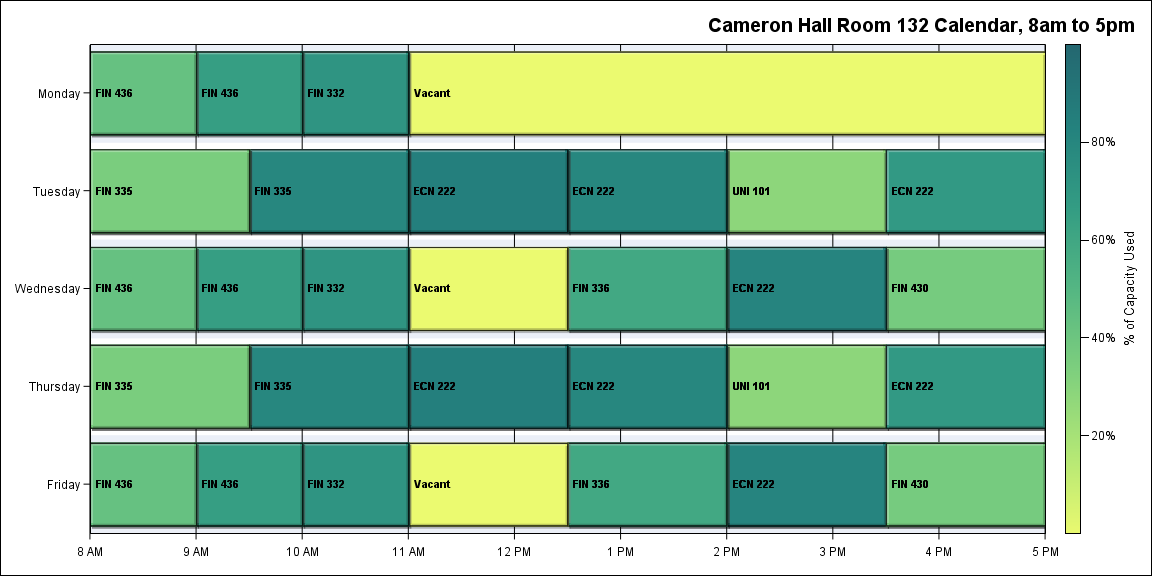 Cameron Hall Room 132 Calendar, 8am to 5pm
Monday
FIN 436
FIN 436
FIN 332
Vacant
Tuesday
FIN 335
FIN 335
ECN 222
ECN 222
UNI 101
ECN 222
Wednesday
FIN 436
FIN 436
FIN 332
Vacant
FIN 336
ECN 222
FIN 430
Thursday
FIN 335
FIN 335
ECN 222
ECN 222
UNI 101
ECN 222
Friday
FIN 436
FIN 436
FIN 332
Vacant
FIN 336
ECN 222
FIN 430
8 AM
9 AM
10 AM
11 AM
12 PM
1 PM
2 PM
3 PM
4 PM
5 PM
80%
60%
40%
20%
% of Capacity Used